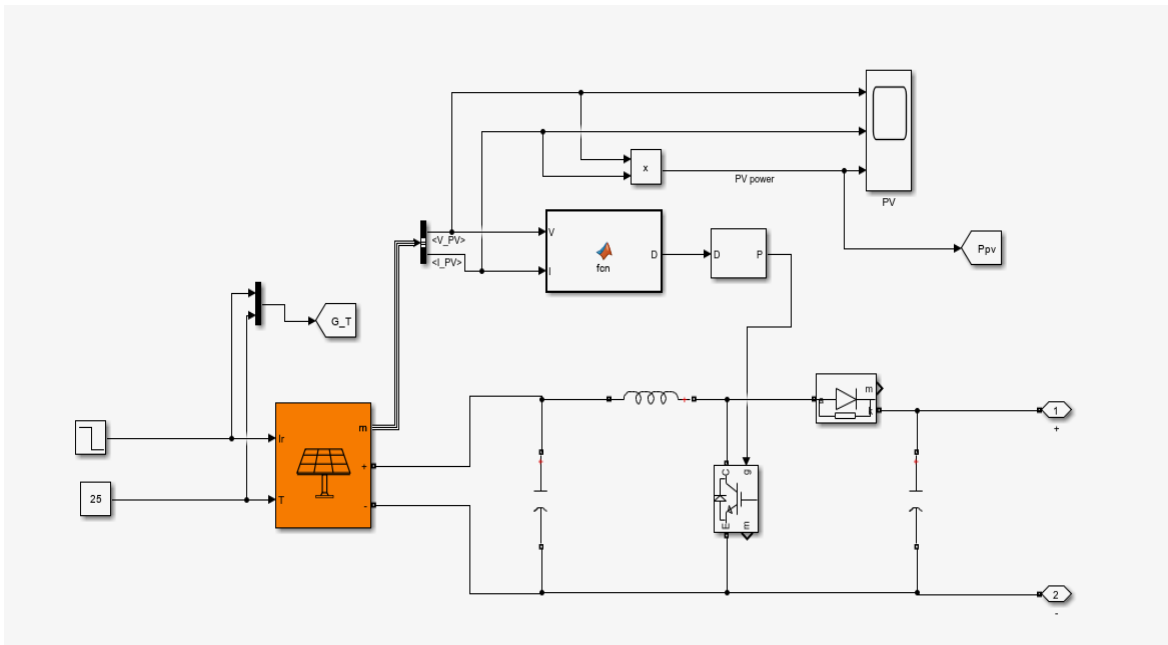 x
PV power
PV
<V_PV>
V
<I_PV>
I
fcn
D
D
P
Ppv
G_T
m
Ir
+
25
T
-
m
a
k
1
+
C
g
E
m
2
-